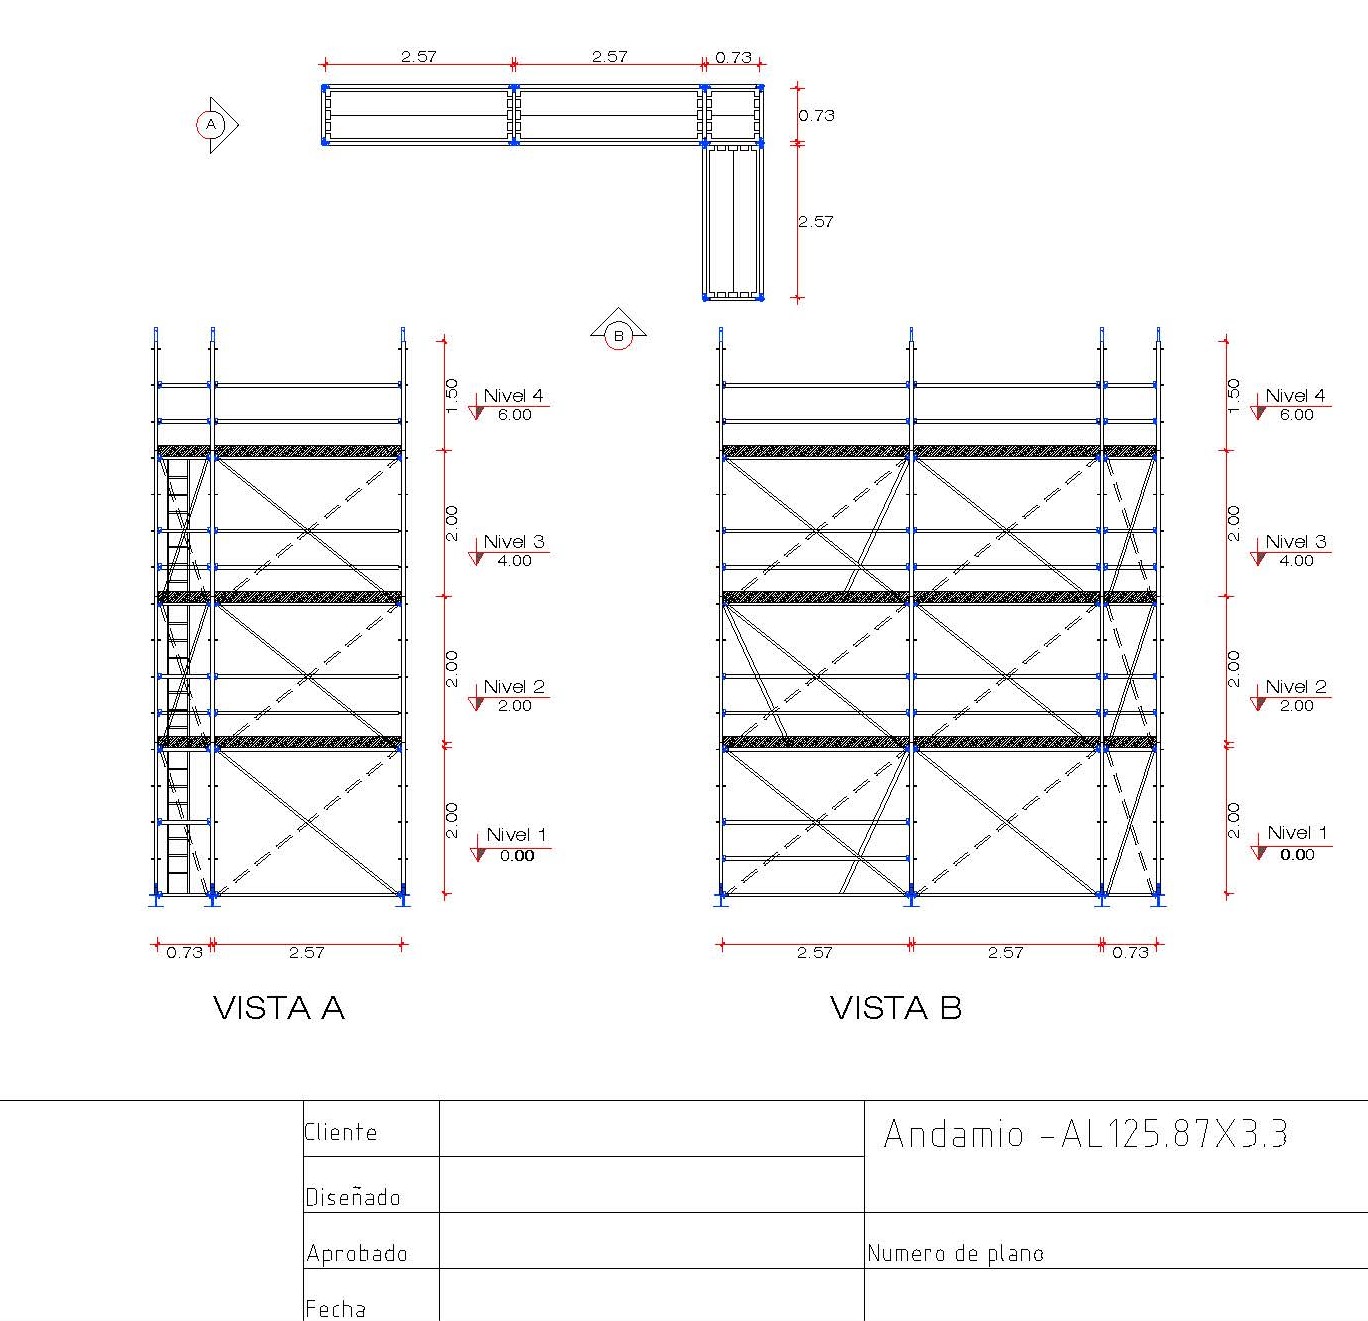 2.57 2.57 0.73
A
0.73
2.57
B
1.50
Nivel 4
6.00
2.00
Nivel 3
4.00
2.00
Nivel 2
2.00
2.00
Nivel 1
0.00
0.73 2.57
VISTA A
1.50
Nivel 4
6.00
2.00
Nivel 3
4.00
2.00
Nivel 2
2.00
2.00
Nivel 1
0.00
2.57 2.57 0.73
VISTA B
Cliente
Diseñado
Aprobado
Fecha
Andamio -AL125.87X3.3
Numero de plano